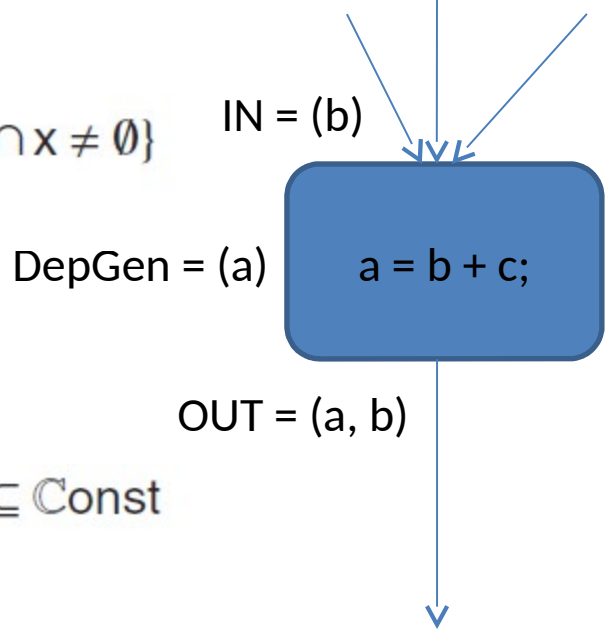 IN = (b)
∩ x ≠ ∅}
DepGen = (a)
a = b + c;
OUT = (a, b)
⊆ ℂonst